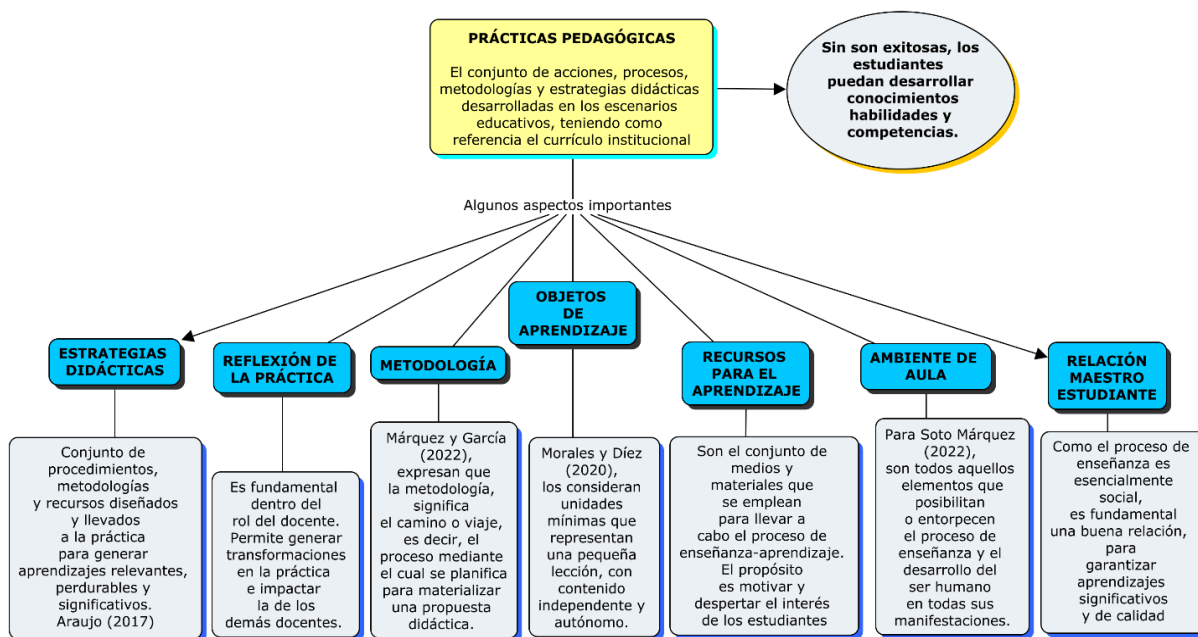 PRÁCTICAS PEDAGÓGICAS
El conjunto de acciones, procesos,
metodologías y estrategias didácticas
desarrolladas en los escenarios
educativos, teniendo como
referencia el currículo institucional
Sin son exitosas, los
estudiantes
puedan desarrollar
conocimientos
habilidades y
competencias.
Algunos aspectos importantes
ESTRATEGIAS
DIDÁCTICAS
Conjunto de
procedimientos,
metodologías
y recursos diseñados
y llevados
a la práctica
para generar
aprendizajes relevantes,
perdurables y
significativos.
Araujo (2017)
REFLEXIÓN DE
LA PRÁCTICA
Es fundamental
dentro del
rol del docente.
Permite generar
transformaciones
en la práctica
e impactar
la de los
demás docentes.
METODOLOGÍA
Márquez y García
(2022),
expresan que
la metodología,
significa
el camino o viaje,
es decir, el
proceso mediante
el cual se planifica
para materializar
una propuesta
didáctica.
OBJETOS
DE
APRENDIZAJE
Morales y Díez
(2020),
los consideran
unidades
mínimas que
representan
una pequeña
lección, con
contenido
independiente y
autónomo.
RECURSOS
PARA EL
APRENDIZAJE
Son el conjunto de
medios y
materiales que
se emplean
para llevar a
cabo el proceso de
enseñanza-aprendizaje.
El propósito
es motivar y
despertar el interés
de los estudiantes
AMBIENTE DE
AULA
Para Soto Márquez
(2022),
son todos aquellos
elementos que
posibilitan
o entorpecen
el proceso de
enseñanza y el
desarrollo del
ser humano
en todas sus
manifestaciones.
RELACIÓN
MAESTRO
ESTUDIANTE
Como el proceso de
enseñanza es
esencialmente
social,
es fundamental
una buena relación,
para
garantizar
aprendizajes
significativos
y de calidad